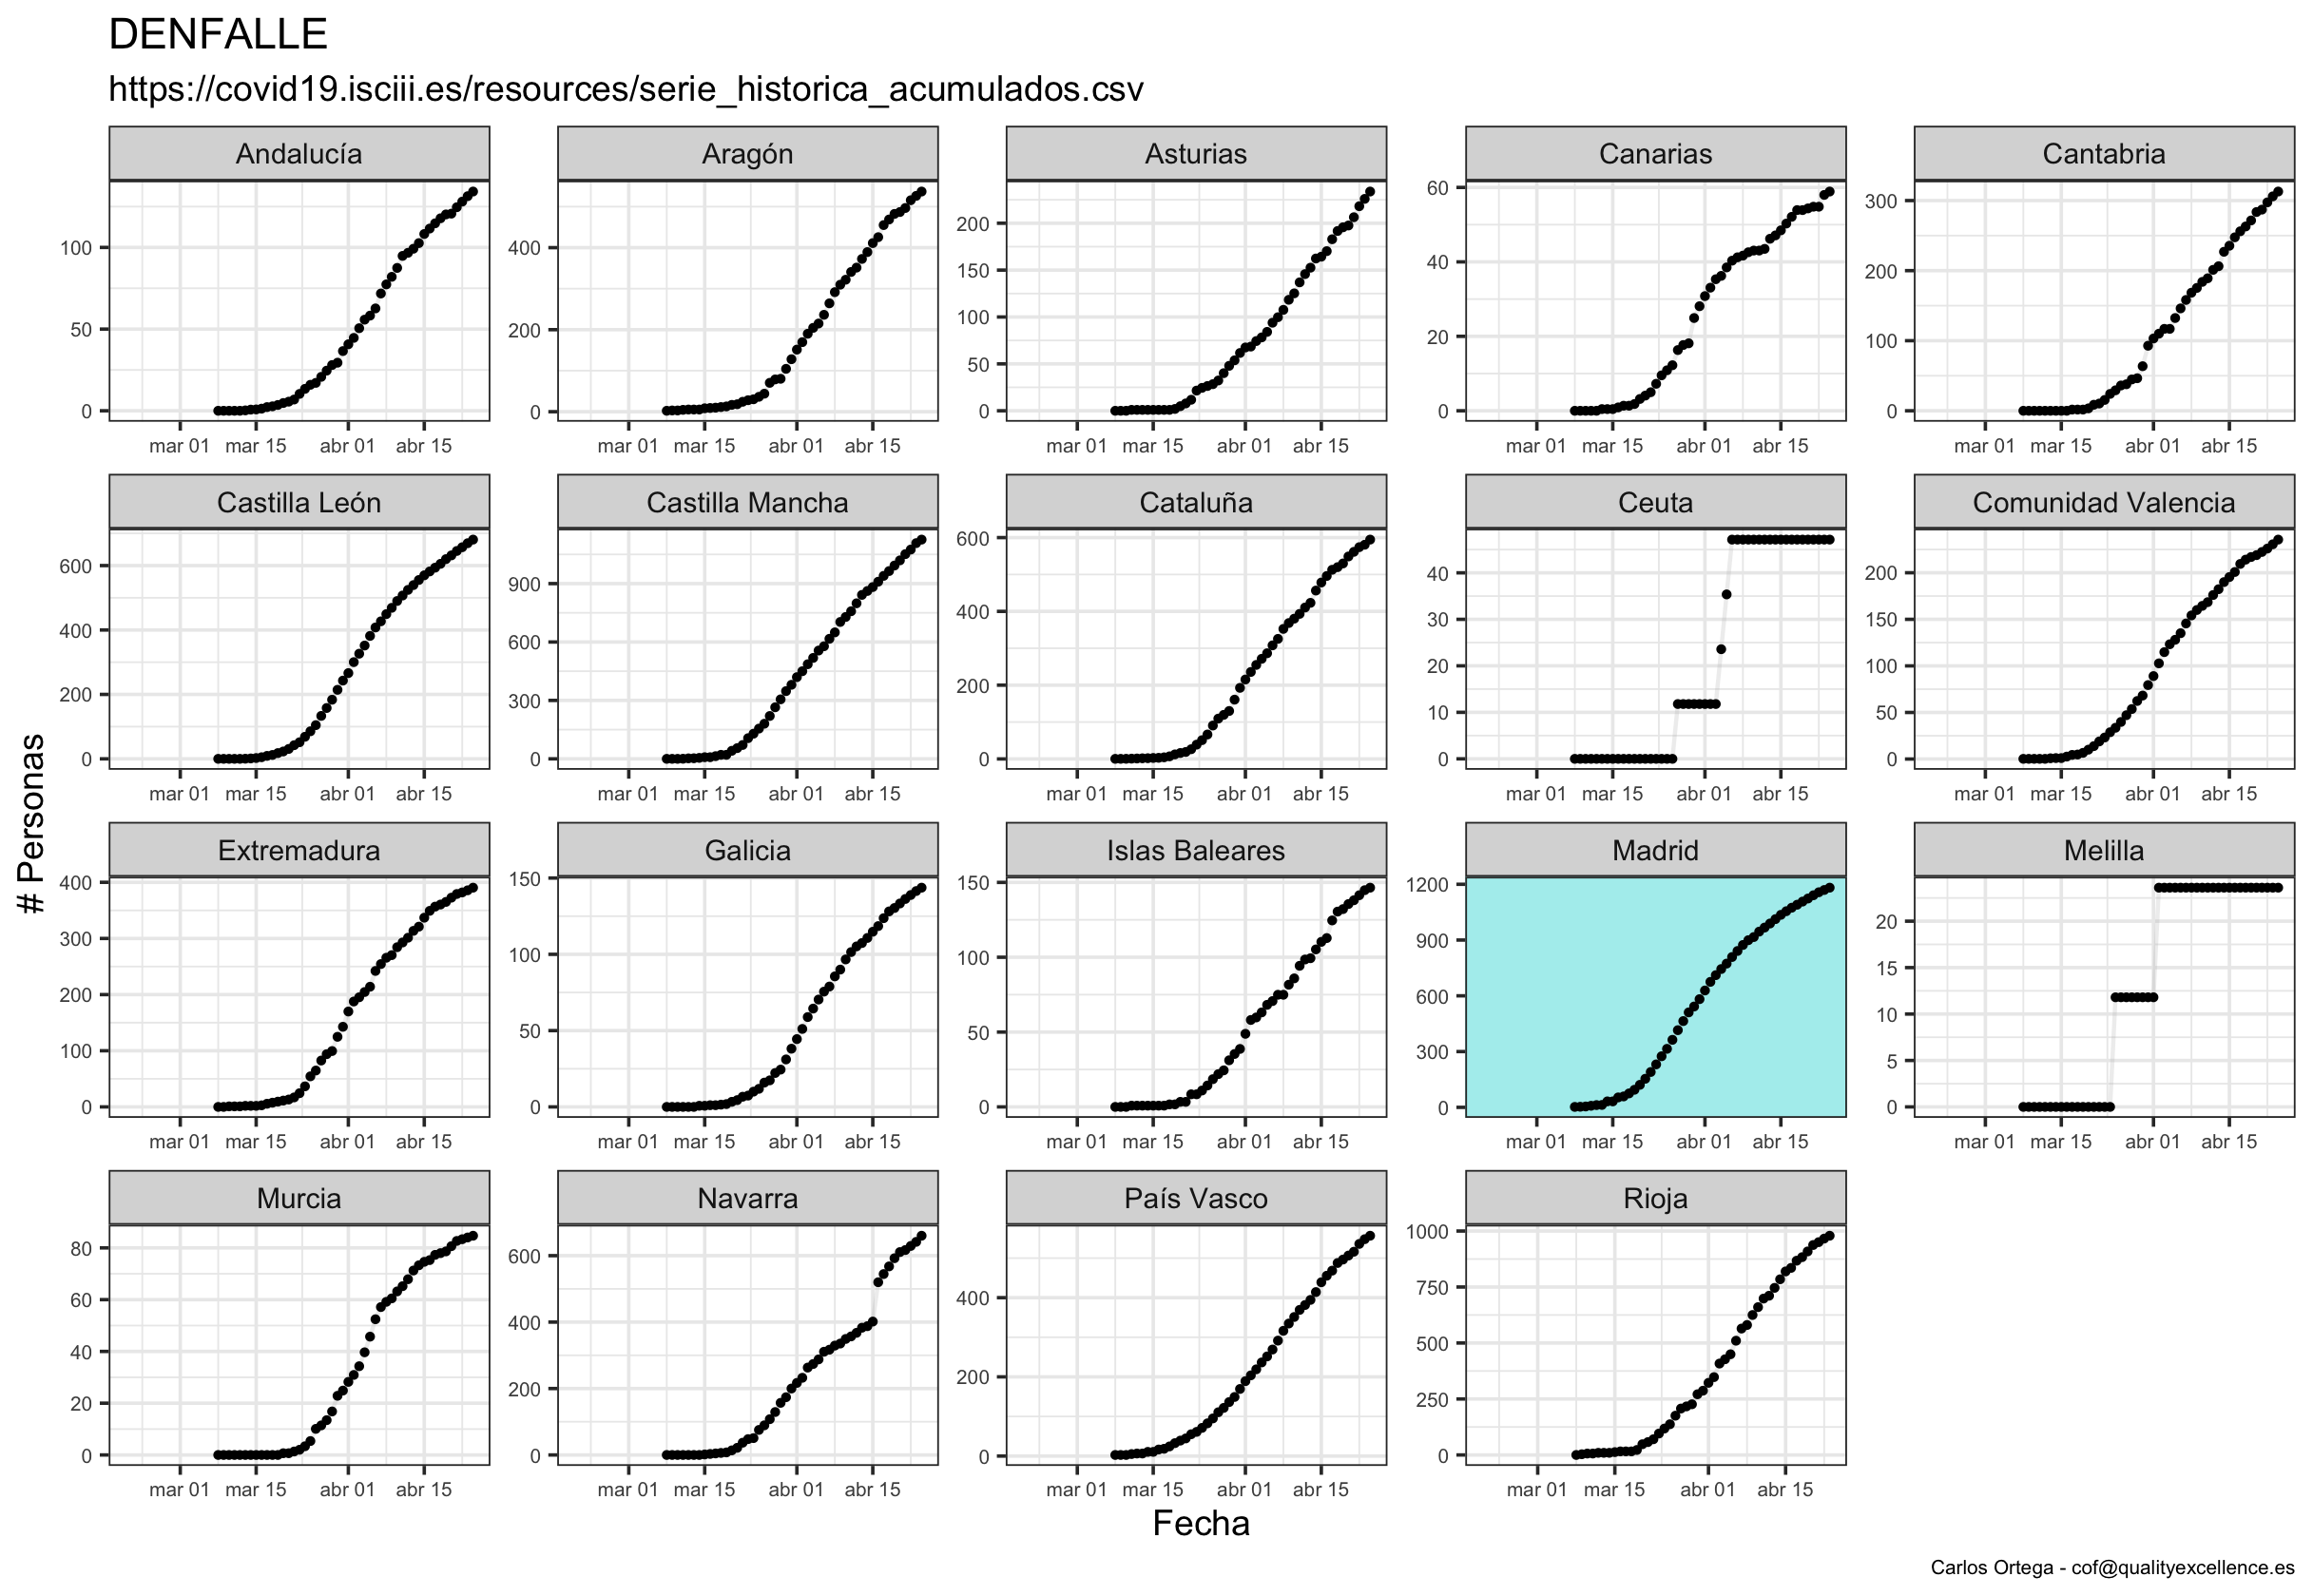 DENFALLE
https://covid19.isciii.es/resources/serie_historica_acumulados.csv
Andalucía
Aragón
Asturias
Canarias
Cantabria
100
50
0
400
200
0
200
150
100
50
0
60
40
20
0
300
200
100
0
mar 01 mar 15 abr 01 abr 15
mar 01 mar 15 abr 01 abr 15
mar 01 mar 15 abr 01 abr 15
mar 01 mar 15 abr 01 abr 15
mar 01 mar 15 abr 01 abr 15
Castilla León
Castilla Mancha
Cataluña
Ceuta
Comunidad Valencia
600
400
200
0
900
600
300
0
600
400
200
0
40
30
20
10
0
200
150
100
50
0
mar 01 mar 15 abr 01 abr 15
mar 01 mar 15 abr 01 abr 15
mar 01 mar 15 abr 01 abr 15
mar 01 mar 15 abr 01 abr 15
mar 01 mar 15 abr 01 abr 15
# Personas
Extremadura
Galicia
Islas Baleares
Madrid
Melilla
400
300
200
100
0
150
100
50
0
150
100
50
0
1200
900
600
300
0
20
15
10
5
0
mar 01 mar 15 abr 01 abr 15
mar 01 mar 15 abr 01 abr 15
mar 01 mar 15 abr 01 abr 15
mar 01 mar 15 abr 01 abr 15
mar 01 mar 15 abr 01 abr 15
Murcia
Navarra
País Vasco
Rioja
80
60
40
20
0
600
400
200
0
400
200
0
1000
750
500
250
0
mar 01 mar 15 abr 01 abr 15
mar 01 mar 15 abr 01 abr 15
mar 01 mar 15 abr 01 abr 15
mar 01 mar 15 abr 01 abr 15
Fecha
Carlos Ortega - cof@qualityexcellence.es